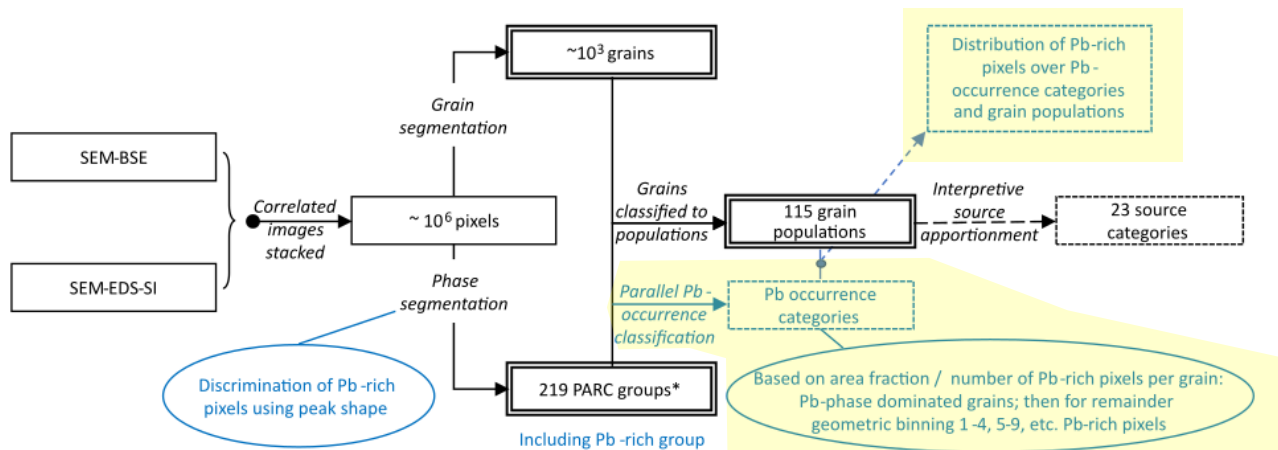 SEM-BSE
SEM-EDS-SI
Correlated
images
stacked
~ 10⁶ pixels
Grain
segmentation
Phase
segmentation
~10³ grains
219 PARC groups*
Including Pb -rich group
Discrimination of Pb -rich
pixels using peak shape
Grains
classified to
populations
115 grain
populations
Interpretive
source
apportionment
23 source
categories
Distribution of Pb-rich
pixels over Pb -
occurrence categories
and grain populations
Parallel Pb -
occurrence
classification
Pb occurrence
categories
Based on area fraction / number of Pb-rich pixels per grain:
Pb-phase dominated grains; then for remainder
geometric binning 1 -4, 5-9, etc. Pb-rich pixels